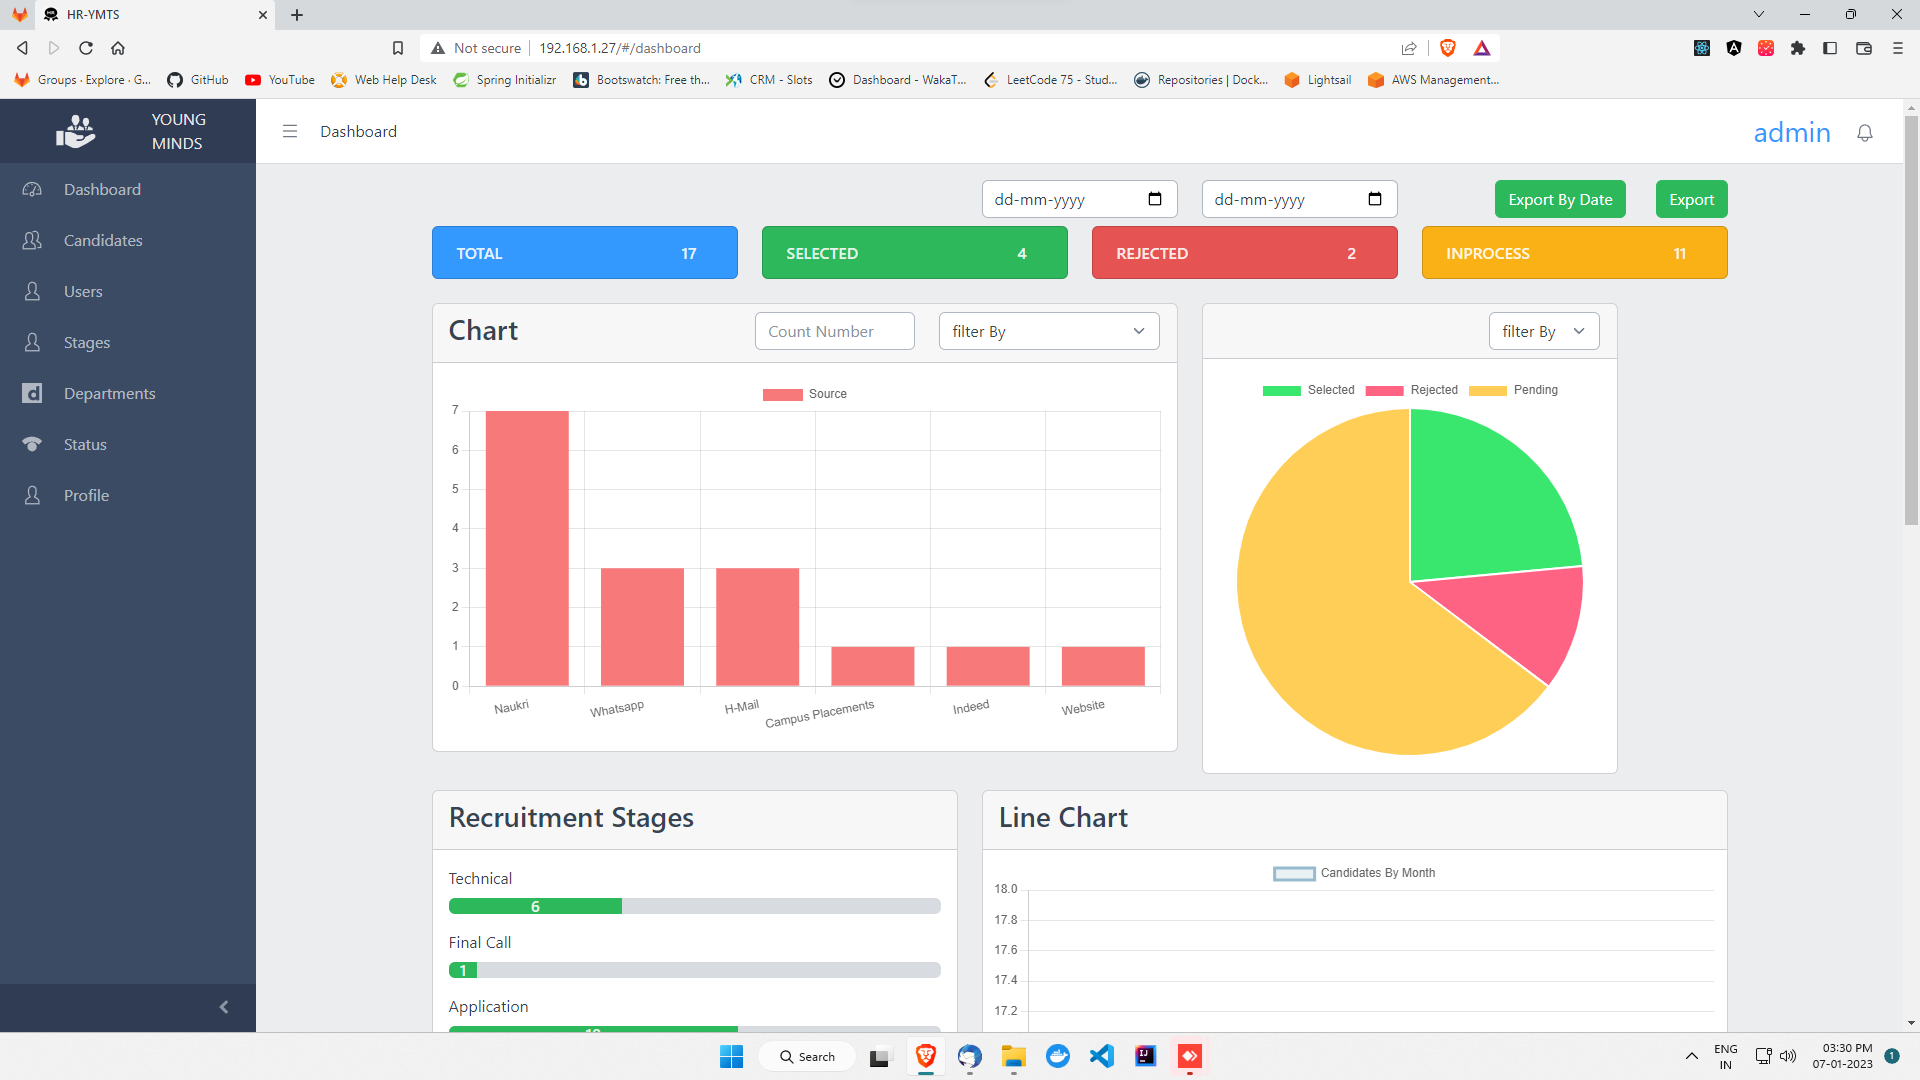 HR-YMTS
Not secure
192.168.1.27/#/dashboard
Groups · Explore · G...
GitHub
YouTube
Web Help Desk
Spring Initializr
Bootswatch: Free th...
CRM - Slots
Dashboard - WakaT...
LeetCode 75 - Stud...
Repositories | Dock...
Lightsail
AWS Management...
YOUNG
MINDS
Dashboard
Candidates
Users
Stages
Departments
Status
Profile
Dashboard
admin
dd-mm-yyyy
dd-mm-yyyy
Export By Date
Export
TOTAL 17
SELECTED 4
REJECTED 2
INPROCESS 11
Chart
Count Number
filter By
Source
7
6
5
4
3
2
1
0
Naukri
Whatsapp
H-Mail
Campus Placements
Indeed
Website
filter By
Selected
Rejected
Pending
Recruitment Stages
Technical
6
Final Call
1
Application
Line Chart
Candidates By Month
18.0
17.8
17.6
17.4
17.2
Search
ENG
IN
03:30 PM
07-01-2023
1